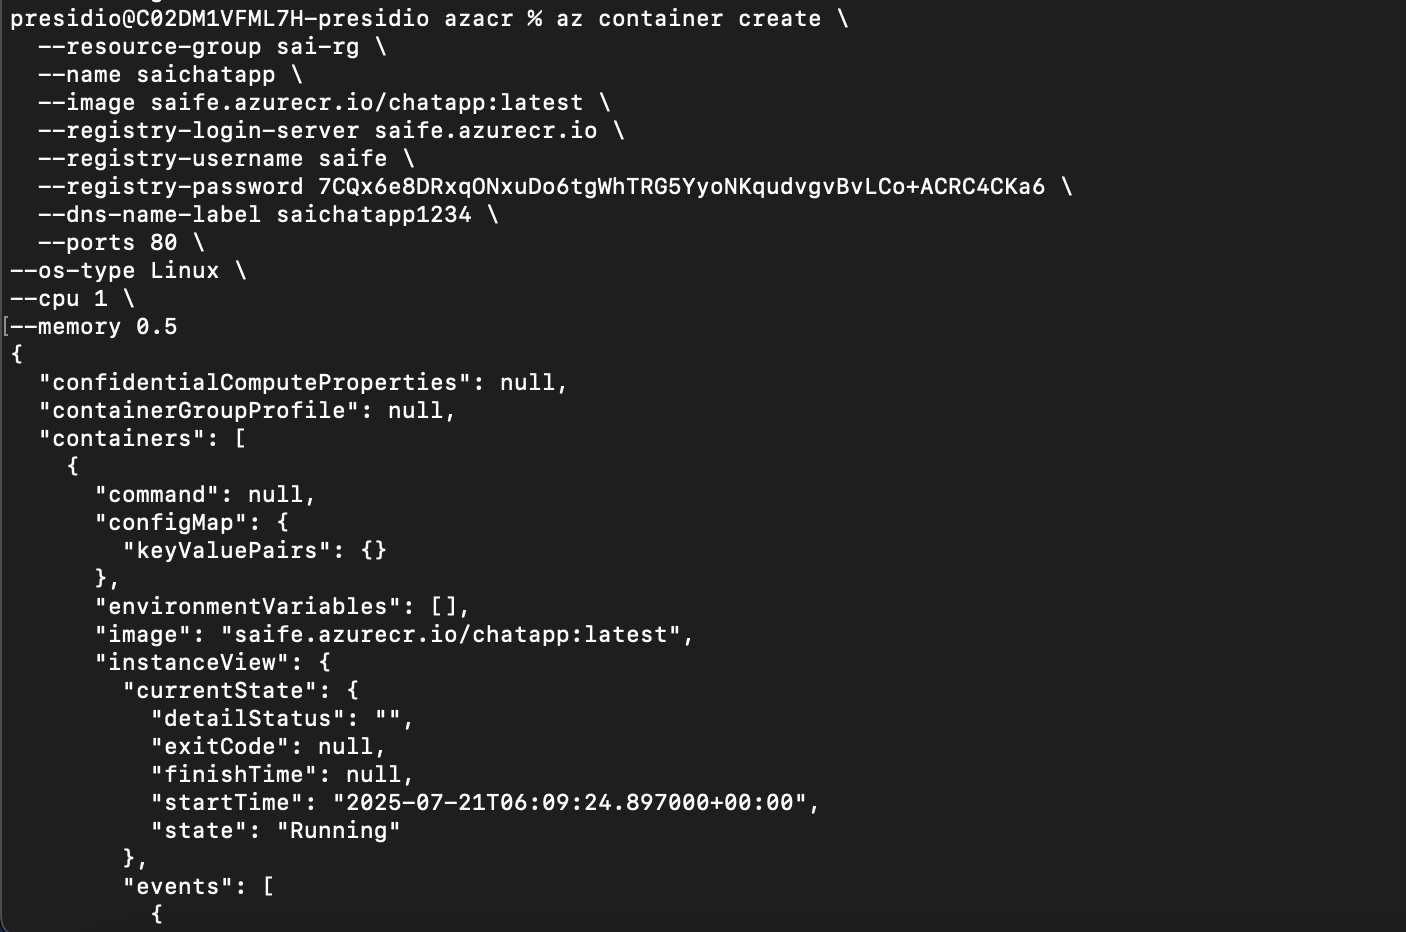 presidio@C02DM1VFML7H-presidio azacr % az container create \
--resource-group sai-rg \
--name saichatapp \
--image saife.azurecr.io/chatapp:latest \
--registry-login-server saife.azurecr.io \
--registry-username saife \
--registry-password 7CQx6e8DRxqONxuDo6tgWhTRG5YyoNKqudvgvBvLCo+ACRC4CKa6 \
--dns-name-label saichatapp1234 \
--ports 80 \
--os-type Linux \
--cpu 1 \
[--memory 0.5
{
"confidentialComputeProperties": null,
"containerGroupProfile": null,
"containers": [
{
"command": null,
"configMap": {
"keyValuePairs": {}
},
"environmentVariables": [],
"image": "saife.azurecr.io/chatapp:latest",
"instanceView": {
"currentState": {
"detailStatus": "",
"exitCode": null,
"finishTime": null,
"startTime": "2025-07-21T06:09:24.897000+00:00",
"state": "Running"
},
"events": [
{